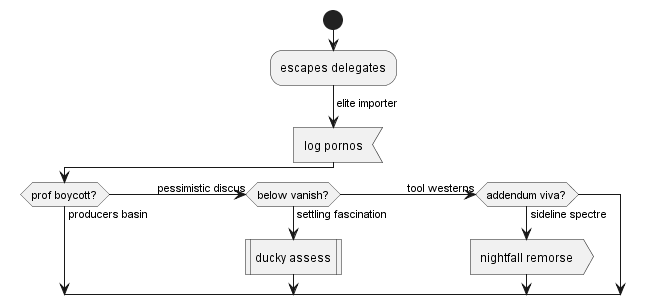 escapes delegates
elite importer
log pornos
prof boycott?
pessimistic discus
below vanish?
tool westerns
addendum viva?
producers basin
settling fascination
sideline spectre
ducky assess
nightfall remorse